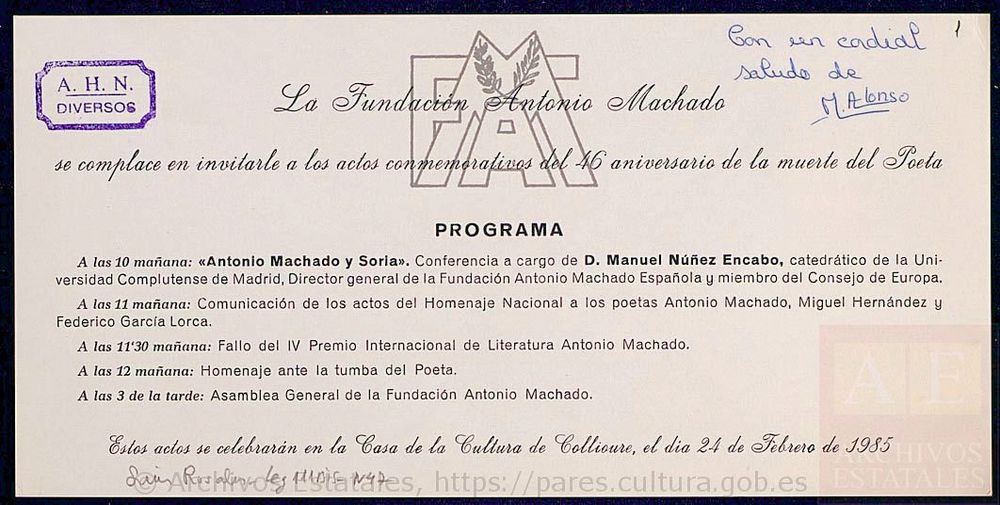 Con un cordial
saludo de
M. Alonso
1
A. H. N.
DIVERSOS
FAM
La Fundación Antonio Machado
se complace en invitarle a los actos conmemorativos del 46 aniversario de la muerte del Poeta
PROGRAMA
A las 10 mañana: «Antonio Machado y Soria». Conferencia a cargo de D. Manuel Núñez Encabo, catedrático de la Uni-
versidad Complutense de Madrid, Director general de la Fundación Antonio Machado Española y miembro del Consejo de Europa.
A las 11 mañana: Comunicación de los actos del Homenaje Nacional a los poetas Antonio Machado, Miguel Hernández y
Federico García Lorca.
A las 11'30 mañana: Fallo del IV Premio Internacional de Literatura Antonio Machado.
A las 12 mañana: Homenaje ante la tumba del Poeta.
A las 3 de la tarde: Asamblea General de la Fundación Antonio Machado.
Estos actos se celebrarán en la Casa de la Cultura de Collioure, el dia 24 de Febrero de 1985
AE
ARCHIVOS
ESTATALES
© Archivos Estatales, https://pares.cultura.gob.es